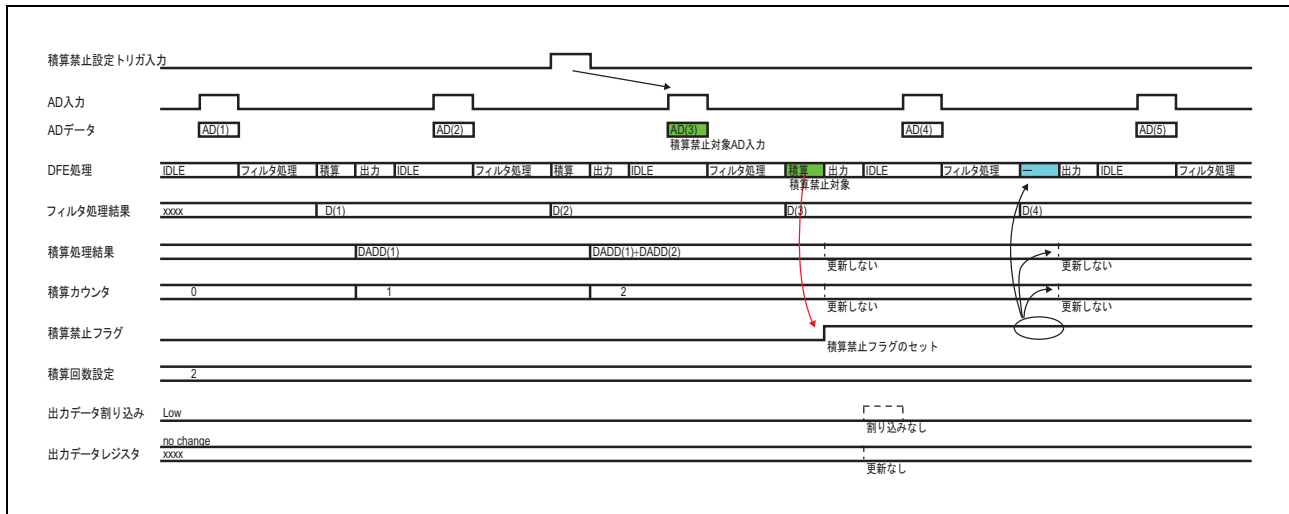 積算禁止設定トリガ入力
AD入力
ADデータ AD(1) AD(2) AD(3) AD(4) AD(5)
積算禁止対象AD入力
DFE処理 IDLE フィルタ処理 積算 出力 IDLE フィルタ処理 積算 出力 IDLE フィルタ処理 積算 出力 IDLE フィルタ処理 ー 出力 IDLE フィルタ処理
積算禁止対象
フィルタ処理結果 xxxx D(1) D(2) D(3) D(4)
積算処理結果 DADD(1) DADD(1)+DADD(2)
更新しない 更新しない
積算カウンタ 0 1 2
更新しない 更新しない
積算禁止フラグ
積算禁止フラグのセット
積算回数設定 2
出力データ割り込み Low
割り込みなし
no change
出力データレジスタ xxxx
更新なし